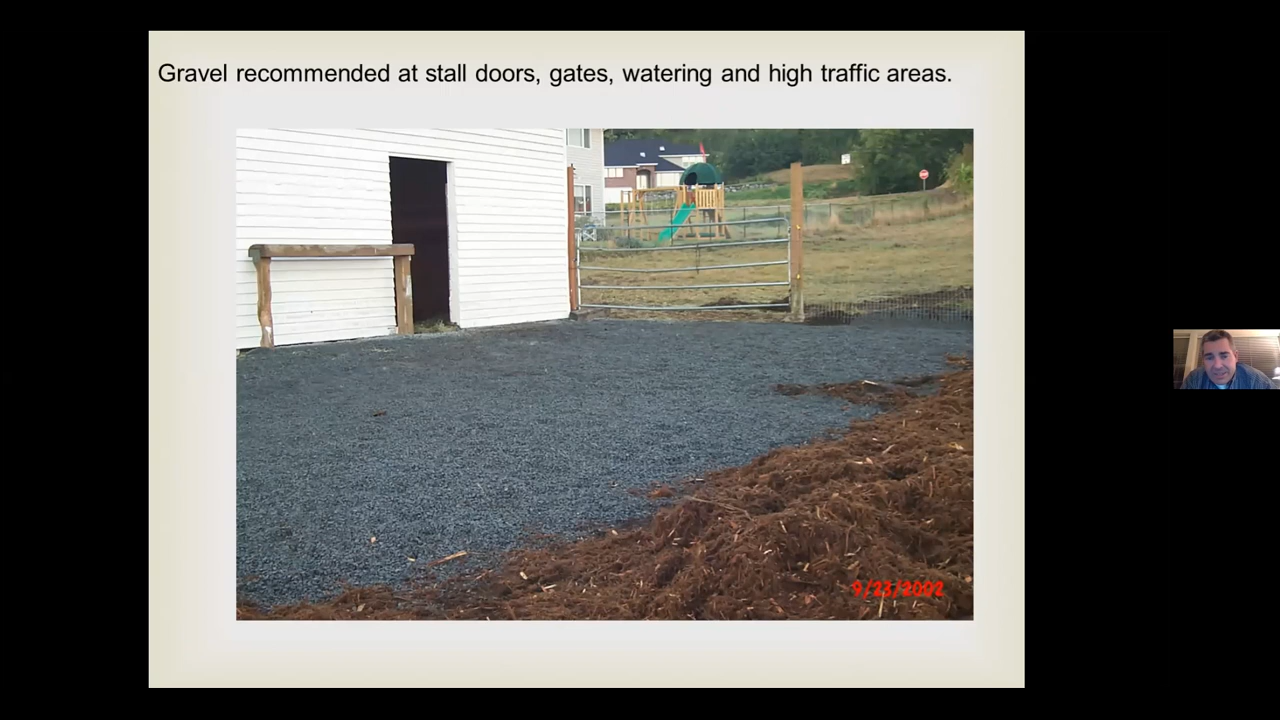 Gravel recommended at stall doors, gates, watering and high traffic areas.
9/23/2002